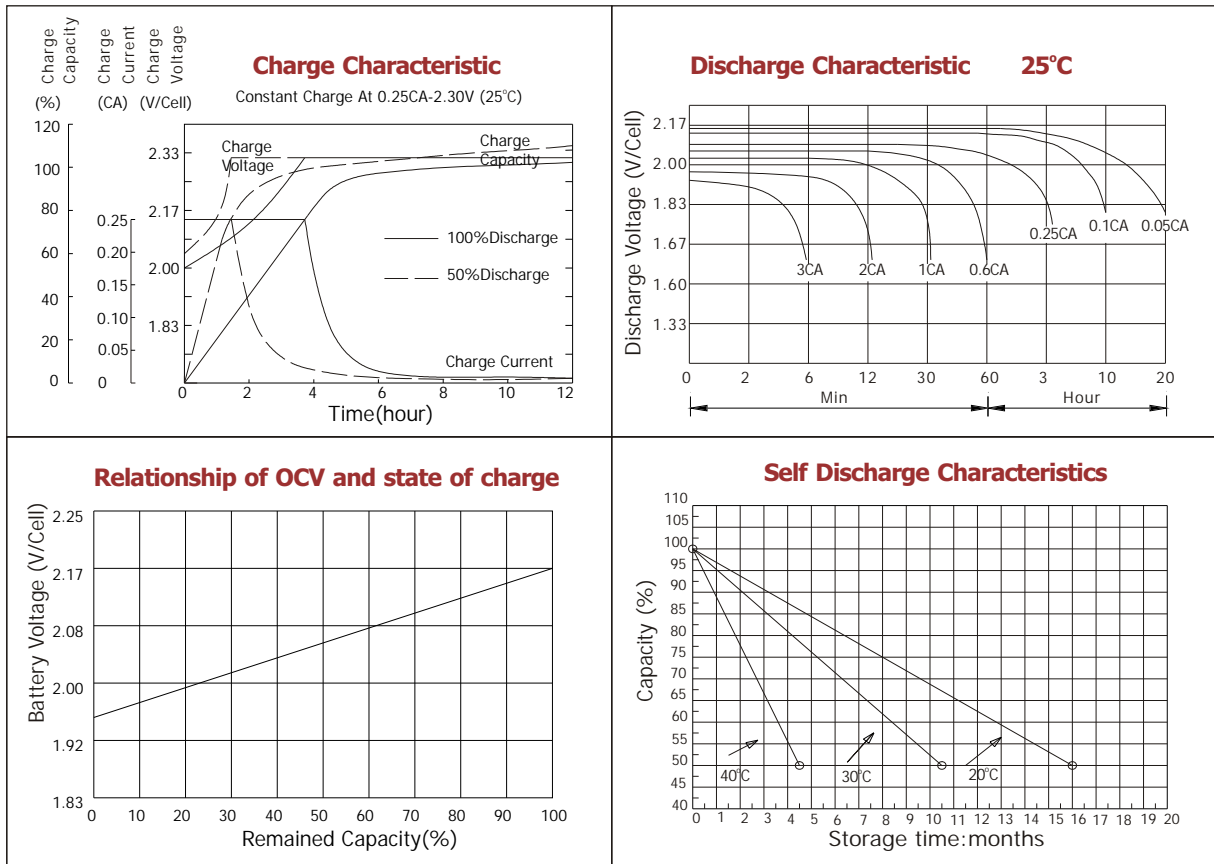 Charge Capacity
Charge Current
Charge Voltage
(%) (CA) (V/Cell)
Charge Characteristic
Constant Charge At 0.25CA-2.30V (25°C)
120
100
80
60
40
20
0
0.25
0.20
0.15
0.10
0.05
0
2.33
2.17
2.00
1.83
Charge Voltage
Charge Capacity
100%Discharge
50%Discharge
Charge Current
0 2 4 6 8 10 12
Time(hour)
Discharge Characteristic 25°C
Discharge Voltage (V/Cell)
2.17
2.00
1.83
1.67
1.60
1.33
3CA 2CA 1CA 0.6CA 0.25CA 0.1CA 0.05CA
0 2 6 12 30 60 3 10 20
Min Hour
Relationship of OCV and state of charge
Battery Voltage (V/Cell)
2.25
2.17
2.08
2.00
1.92
1.83
0 10 20 30 40 50 60 70 80 90 100
Remained Capacity(%)
Self Discharge Characteristics
Capacity (%)
110
100
95
90
85
80
75
70
65
60
55
50
45
40
40°C 30°C 20°C
0 1 2 3 4 5 6 7 8 9 10 11 12 13 14 15 16 17 18 19 20
Storage time:months